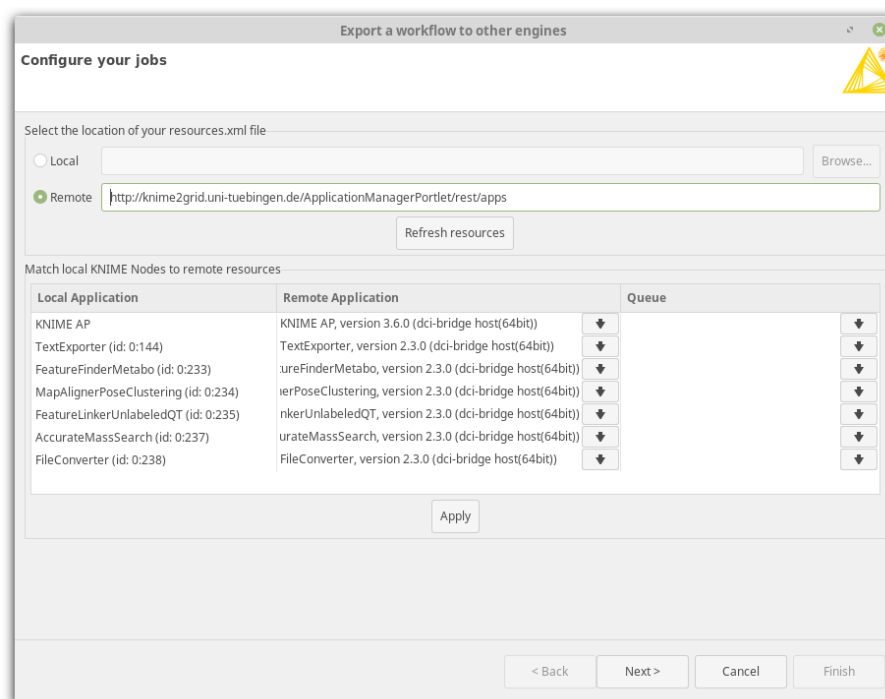 Export a workflow to other engines
Configure your jobs
Select the location of your resources.xml file
Local
Browse...
Remote http://knime2grid.uni-tuebingen.de/ApplicationManagerPortlet/rest/apps
Refresh resources
Match local KNIME Nodes to remote resources
Local Application Remote Application Queue
KNIME AP KNIME AP, version 3.6.0 (dci-bridge host(64bit))
TextExporter (id: 0:144) TextExporter, version 2.3.0 (dci-bridge host(64bit))
FeatureFinderMetabo (id: 0:233) ureFinderMetabo, version 2.3.0 (dci-bridge host(64bit))
MapAlignerPoseClustering (id: 0:234) nerPoseClustering, version 2.3.0 (dci-bridge host(64bit))
FeatureLinkerUnlabeledQT (id: 0:235) nkerUnlabeledQT, version 2.3.0 (dci-bridge host(64bit))
AccurateMassSearch (id: 0:237) urateMassSearch, version 2.3.0 (dci-bridge host(64bit))
FileConverter (id: 0:238) FileConverter, version 2.3.0 (dci-bridge host(64bit))
Apply
< Back Next > Cancel Finish